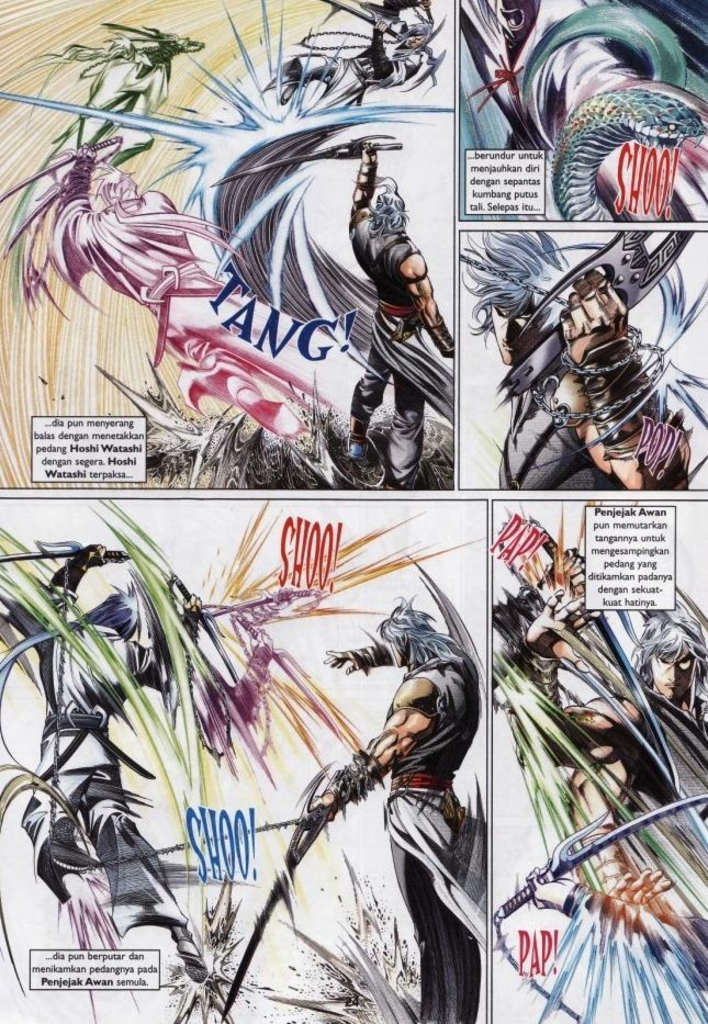 TANG!
...dia pun menyerang
balas dengan menetakkan
pedang Hoshi Watashi
dengan segera. Hoshi
Watashi terpaksa...
...berundur untuk
menjauhkan diri
dengan sepantas
kumbang putus
tali. Selepas itu...
SHOO!
POP!
SHOO!
SHOO!
...dia pun berputar dan
menikamkan pedangnya pada
Penjejak Awan semula.
Penjejak Awan
pun memutarkan
tangannya untuk
mengesampingkan
pedang yang
ditikamkan padanya
dengan sekuat-
kuat hatinya.
PAP!
PAP!